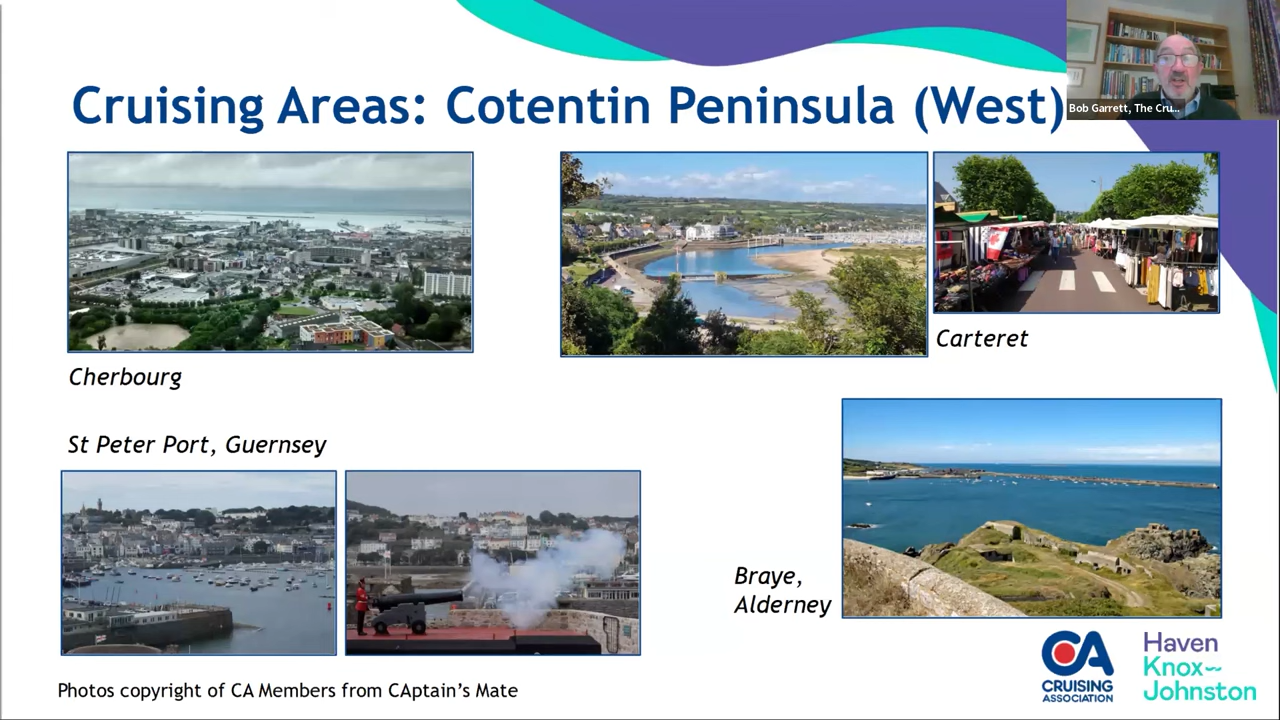 Cruising Areas: Cotentin Peninsula (West)
Bob Garrett, The Cru...
Cherbourg
Carteret
St Peter Port, Guernsey
Braye,
Alderney
Photos copyright of CA Members from CAptain's Mate
CA
CRUISING
ASSOCIATION
Haven
Knox~
Johnston